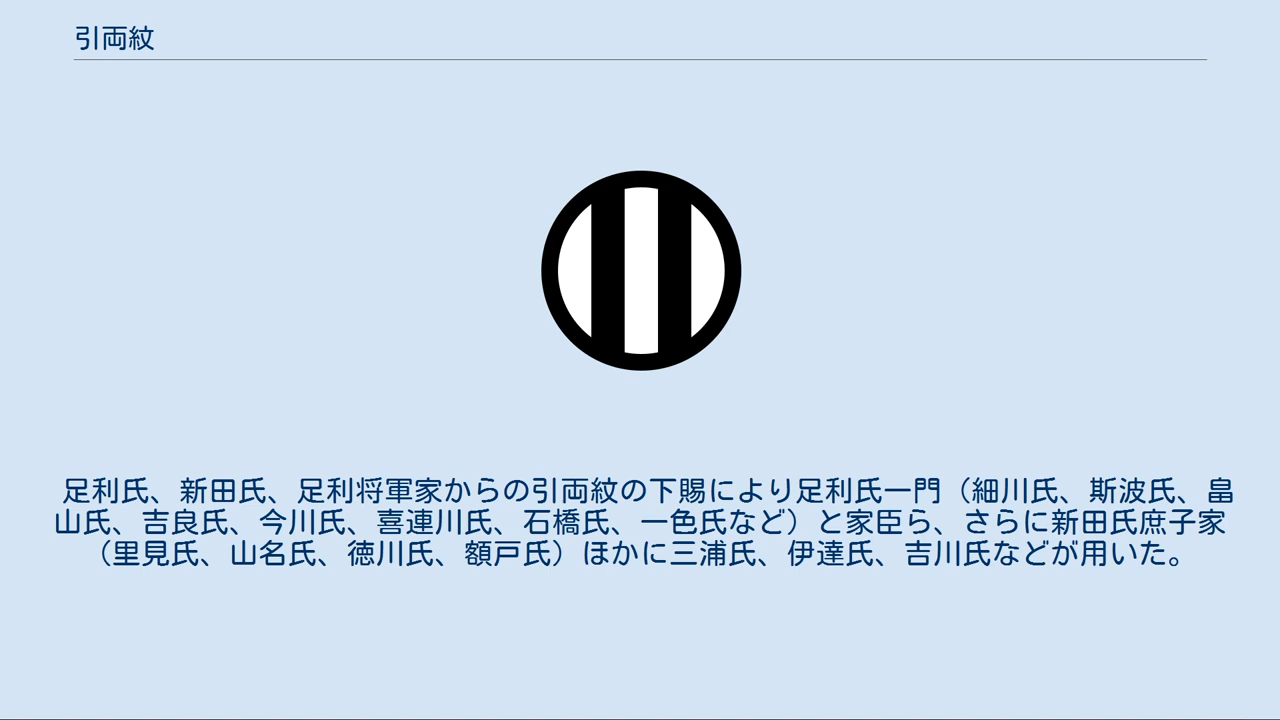 引両紋
足利氏、新田氏、足利将軍家からの引両紋の下賜により足利氏一門（細川氏、斯波氏、畠
山氏、吉良氏、今川氏、喜連川氏、石橋氏、一色氏など）と家臣ら、さらに新田氏庶子家
（里見氏、山名氏、徳川氏、額戸氏）ほかに三浦氏、伊達氏、吉川氏などが用いた。